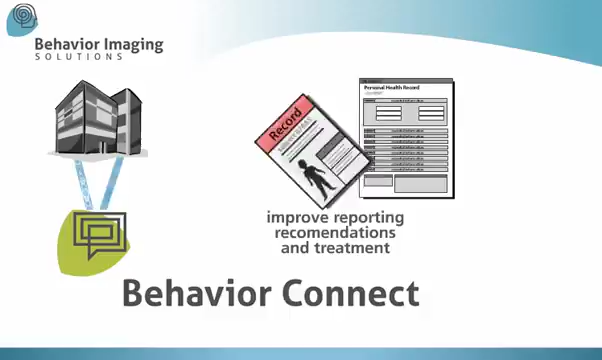 Behavior Imaging
SOLUTIONS
Record
Personal Health Record
improve reporting
recomendations
and treatment
Behavior Connect